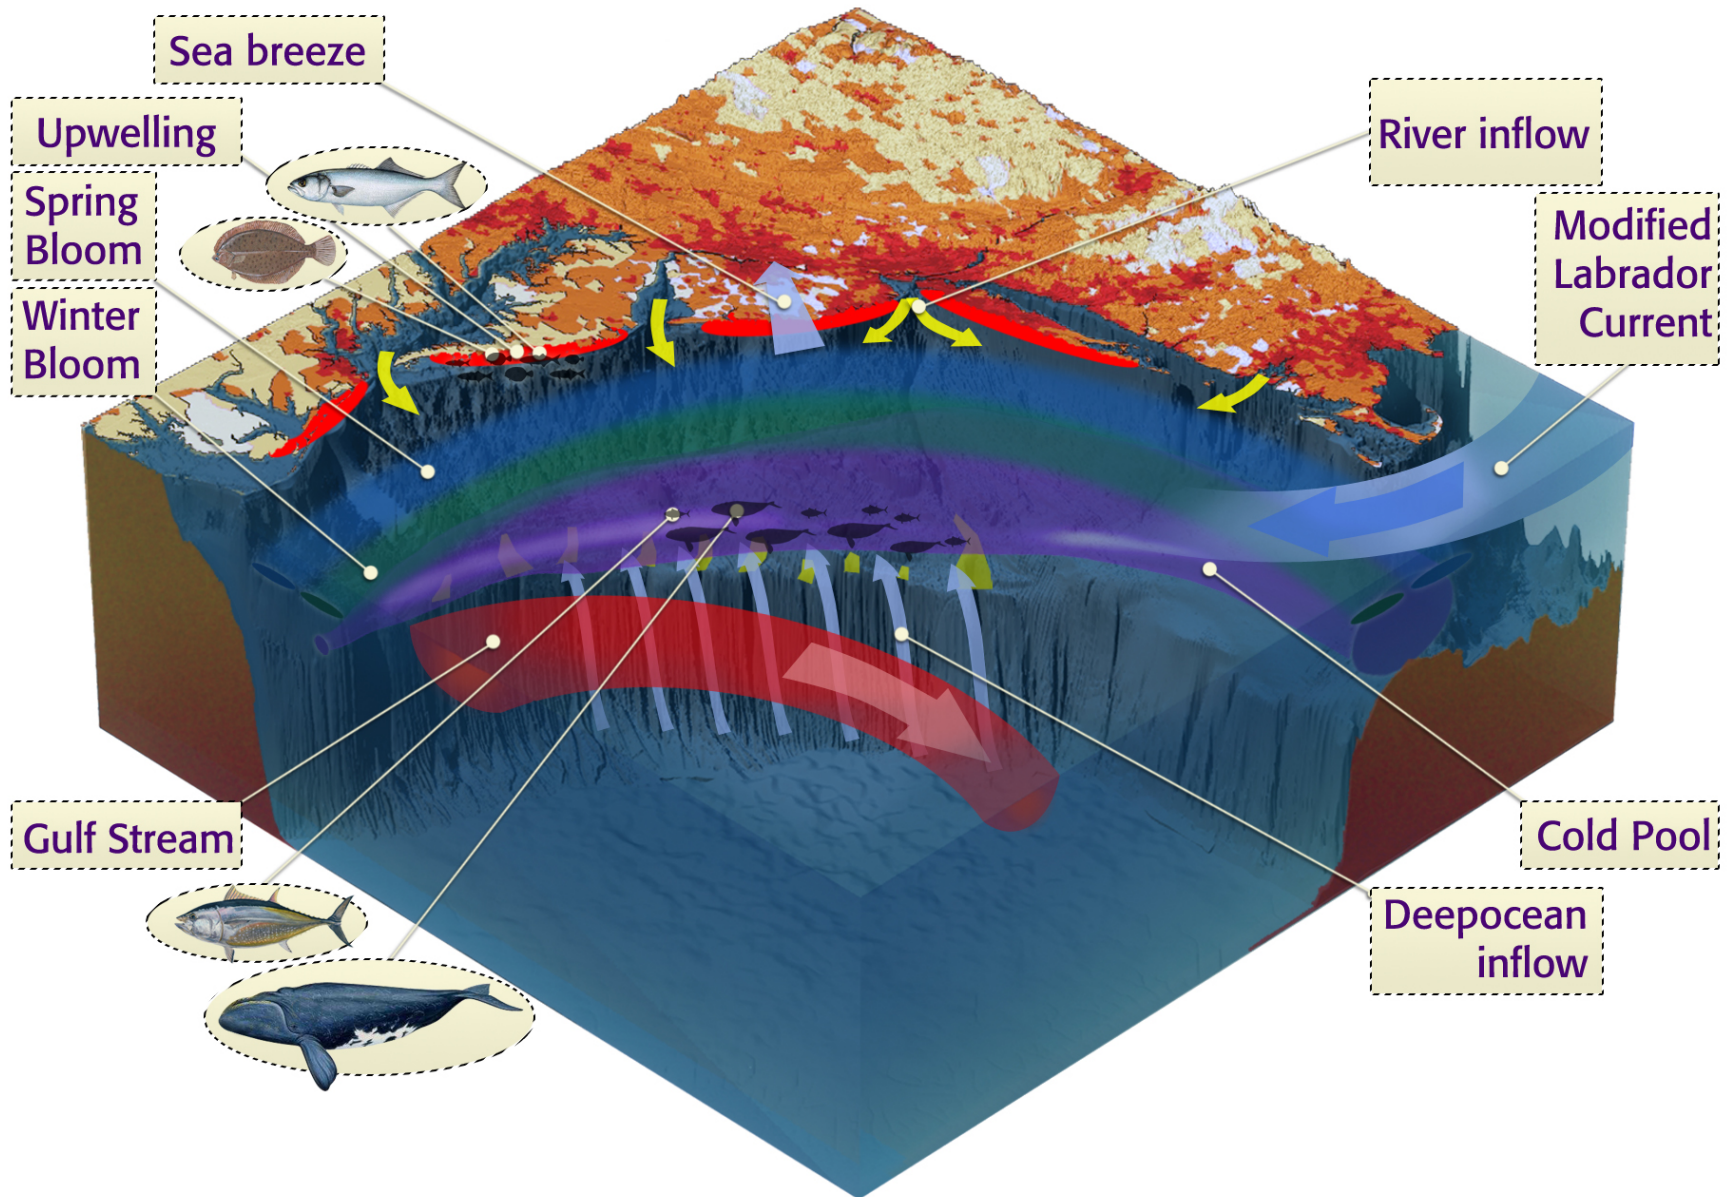 Sea breeze
Upwelling
Spring
Bloom
Winter
Bloom
River inflow
Modified
Labrador
Current
Gulf Stream
Cold Pool
Deepocean
inflow